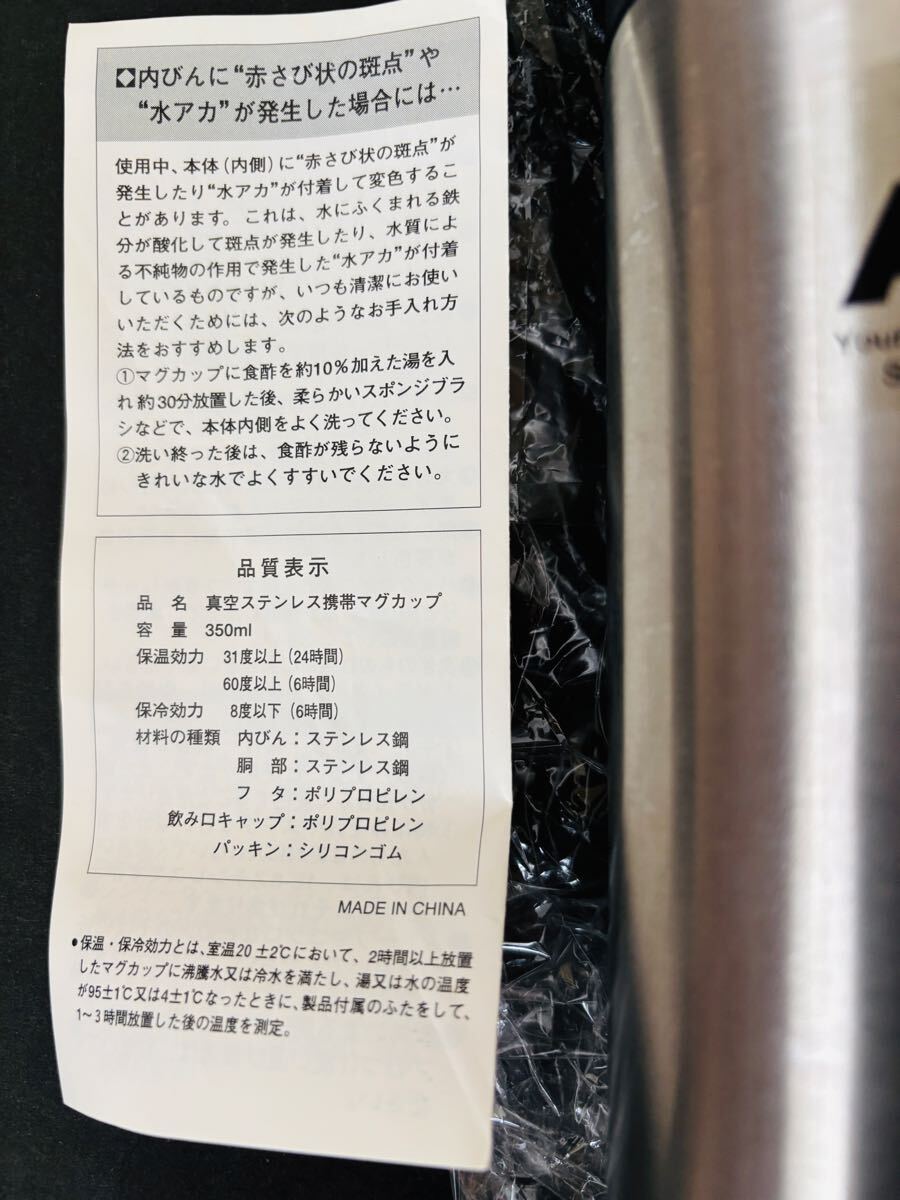 内びんに“赤さび状の斑点”や
“水アカ”が発生した場合には…
使用中、本体(内側)に“赤さび状の斑点”が
発生したり“水アカ”が付着して変色するこ
とがあります。これは、水にふくまれる鉄
分が酸化して斑点が発生したり、水質によ
る不純物の作用で発生した“水アカ”が付着
しているものですが、いつも清潔にお使い
いただくためには、次のようなお手入れ方
法をおすすめします。
①マグカップに食酢を約10%加えた湯を入
れ約30分放置した後、柔らかいスポンジブラ
シなどで、本体内側をよく洗ってください。
②洗い終った後は、食酢が残らないように
きれいな水でよくすすいでください。
品質表示
品 名 真空ステンレス携帯マグカップ
容 量 350ml
保温効力 31度以上(24時間)
60度以上(6時間)
保冷効力 8度以下(6時間)
材料の種類 内びん:ステンレス鋼
胴 部:ステンレス鋼
フ タ:ポリプロピレン
飲み口キャップ:ポリプロピレン
パッキン:シリコンゴム
MADE IN CHINA
●保温・保冷効力とは、室温20±2℃において、2時間以上放置
したマグカップに沸騰水又は冷水を満たし、湯又は水の温度
が95±1℃又は4±1℃なったときに、製品付属のふたをして、
1～3時間放置した後の温度を測定。